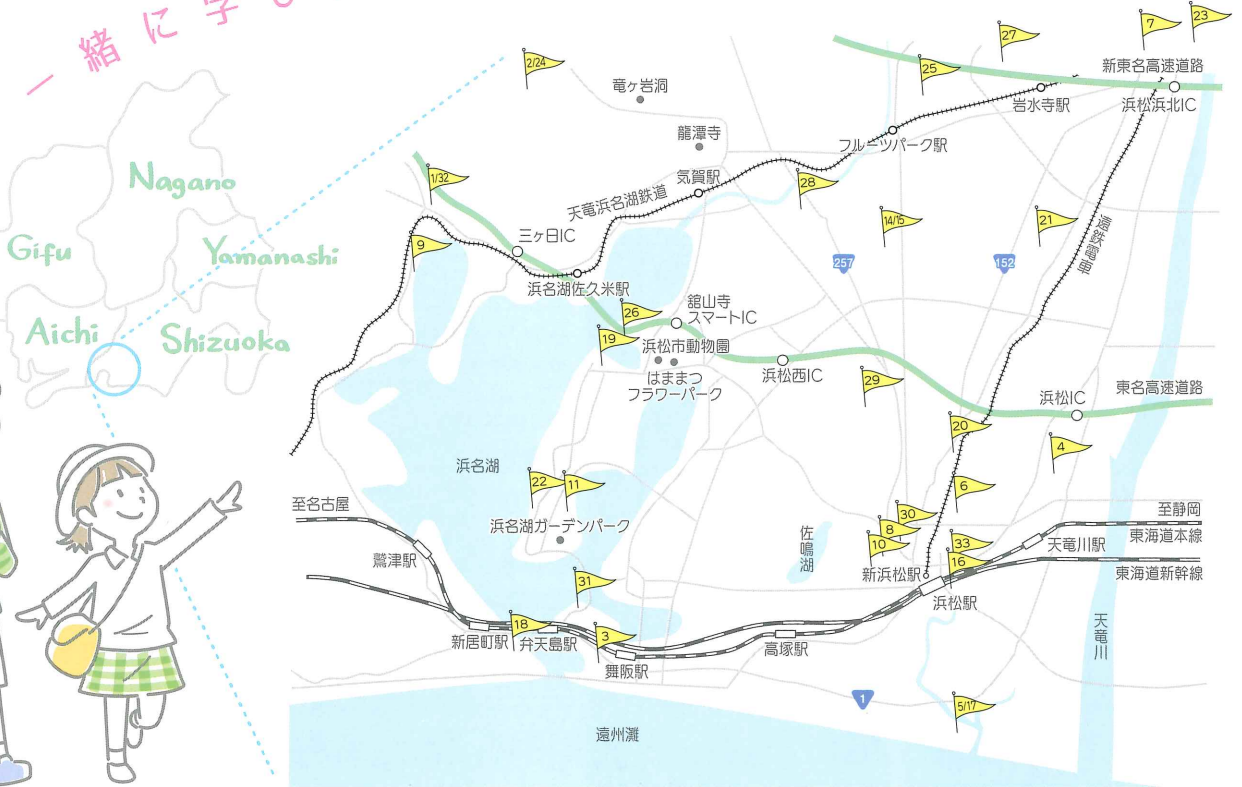 一緒に学
Nagano
Gifu
Yamanashi
Aichi
Shizuoka
23
7
27
新東名高速道路
2/24
25
竜ヶ岩洞
岩水寺駅
浜松浜北IC
龍潭寺
フルーツパーク駅
1/32
気賀駅
28
天竜浜名湖鉄道
14/15
21
遠鉄電車
9
三ヶ日IC
257
152
浜名湖佐久米駅
26
舘山寺
スマートIC
19
浜松市動物園
はままつ
フラワーパーク
浜松西IC
29
浜松IC
東名高速道路
20
4
浜名湖
22
11
6
至名古屋
浜名湖ガーデンパーク
30
至静岡
8
佐鳴湖
10
33
天竜川駅
東海道本線
鷲津駅
16
新浜松駅
東海道新幹線
31
浜松駅
18
3
天竜川
新居町駅
弁天島駅
高塚駅
舞阪駅
1
5/17
遠州灘